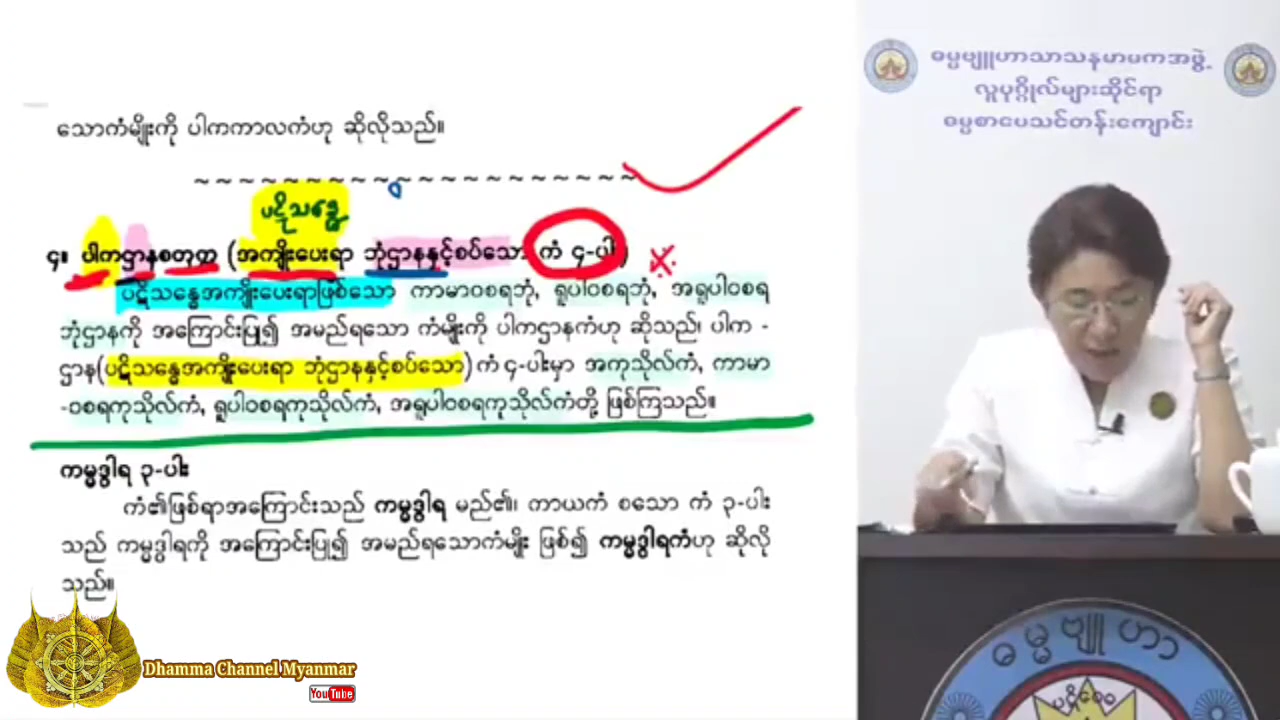 သောကံမျိုးကို ပါကကာလကံဟု ဆိုလိုသည်။
~ ~ ~ ~ ~ ~ ~ ~ ~ ~ ~ ~ ~ ~ ~ ~ ~ ~ ~ ~ ~
ပဋိသန္ဓေ
၄။ ပါကဌာနစတုတ္က (အကျိုးပေးရာ ဘုံဌာနနှင့်စပ်သော ကံ ၄-ပါး)
ပဋိသန္ဓေအကျိုးပေးရာဖြစ်သော ကာမာဝစရဘုံ, ရူပါဝစရဘုံ, အရူပါဝစရ
ဘုံဌာနကို အကြောင်းပြု၍ အမည်ရသော ကံမျိုးကို ပါကဌာနကံဟု ဆိုသည်၊ ပါက -
ဌာန(ပဋိသန္ဓေအကျိုးပေးရာ ဘုံဌာနနှင့်စပ်သော) ကံ ၄-ပါးမှာ အကုသိုလ်ကံ, ကာမာ
-ဝစရကုသိုလ်ကံ, ရူပါဝစရကုသိုလ်ကံ, အရူပါဝစရကုသိုလ်ကံတို့ ဖြစ်ကြသည်။
ကမ္မဒွါရ ၃-ပါး
ကံ၏ဖြစ်ရာအကြောင်းသည် ကမ္မဒွါရ မည်၏၊ ကာယကံ စသော ကံ ၃-ပါး
သည် ကမ္မဒွါရကို အကြောင်းပြု၍ အမည်ရသောကံမျိုး ဖြစ်၍ ကမ္မဒွါရကံဟု ဆိုလို
သည်။
Dhamma Channel Myanmar
YouTube
ဓမ္မဗျူဟာသာသနမာမကအဖွဲ့
လူပုဂ္ဂိုလ်များဆိုင်ရာ
ဓမ္မစာပေသင်တန်းကျောင်း
ဓမ္မဗျူဟာ
ပဋိဝေဓ